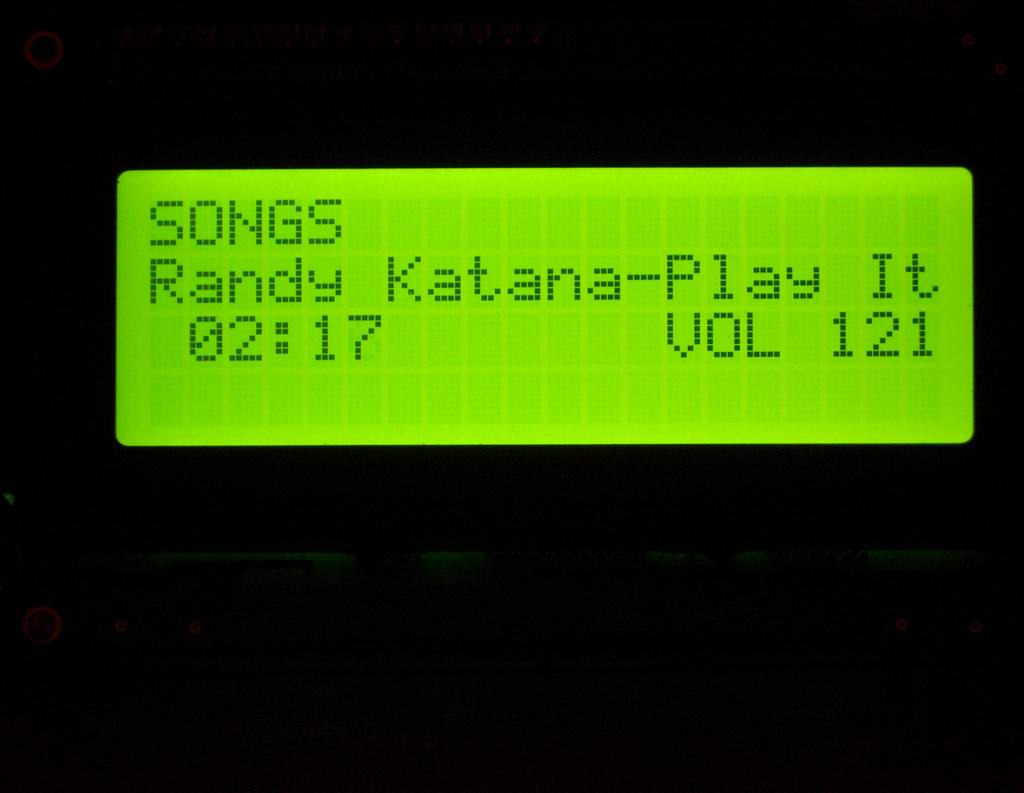 SONGS
Randy Katana-Play It
02:17 VOL 121